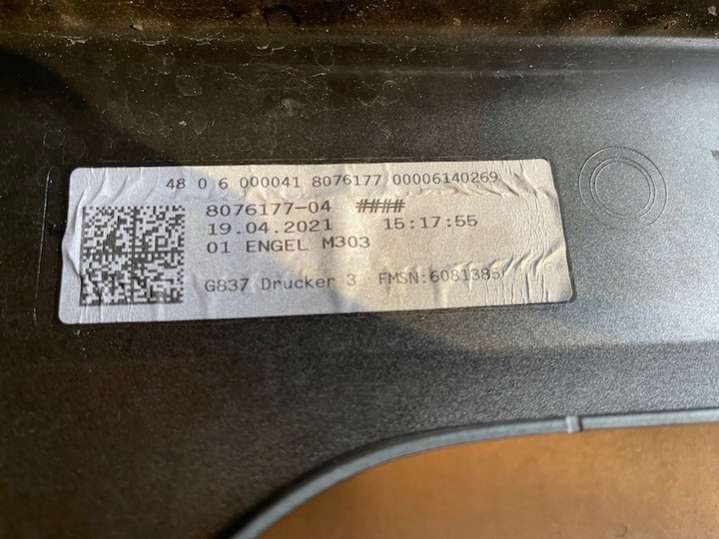 48 0 6 000041 8076177 00006140269
8076177-04 ####
19.04.2021 15:17:55
01 ENGEL M303
G837 Drucker 3 FMSN:6081385